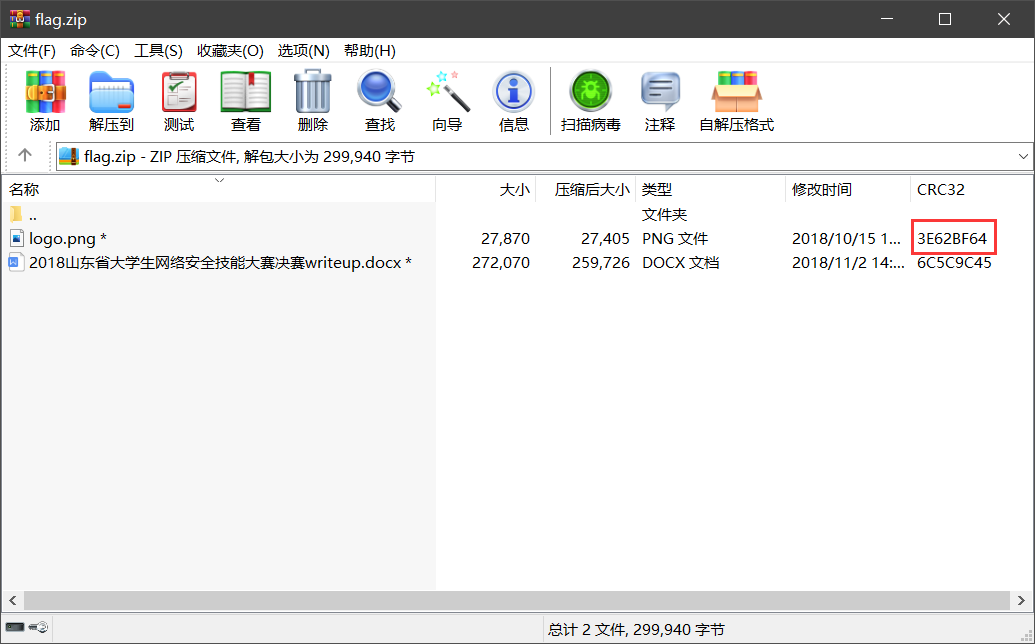 flag.zip
文件(F) 命令(C) 工具(S) 收藏夹(O) 选项(N) 帮助(H)
添加 解压到 测试 查看 删除 查找 向导 信息 扫描病毒 注释 自解压格式
flag.zip - ZIP 压缩文件, 解包大小为 299,940 字节
名称 大小 压缩后大小 类型 修改时间 CRC32
.. 文件夹
logo.png * 27,870 27,405 PNG 文件 2018/10/15 1... 3E62BF64
2018山东省大学生网络安全技能大赛决赛writeup.docx * 272,070 259,726 DOCX 文档 2018/11/2 14:... 6C5C9C45
总计 2 文件, 299,940 字节